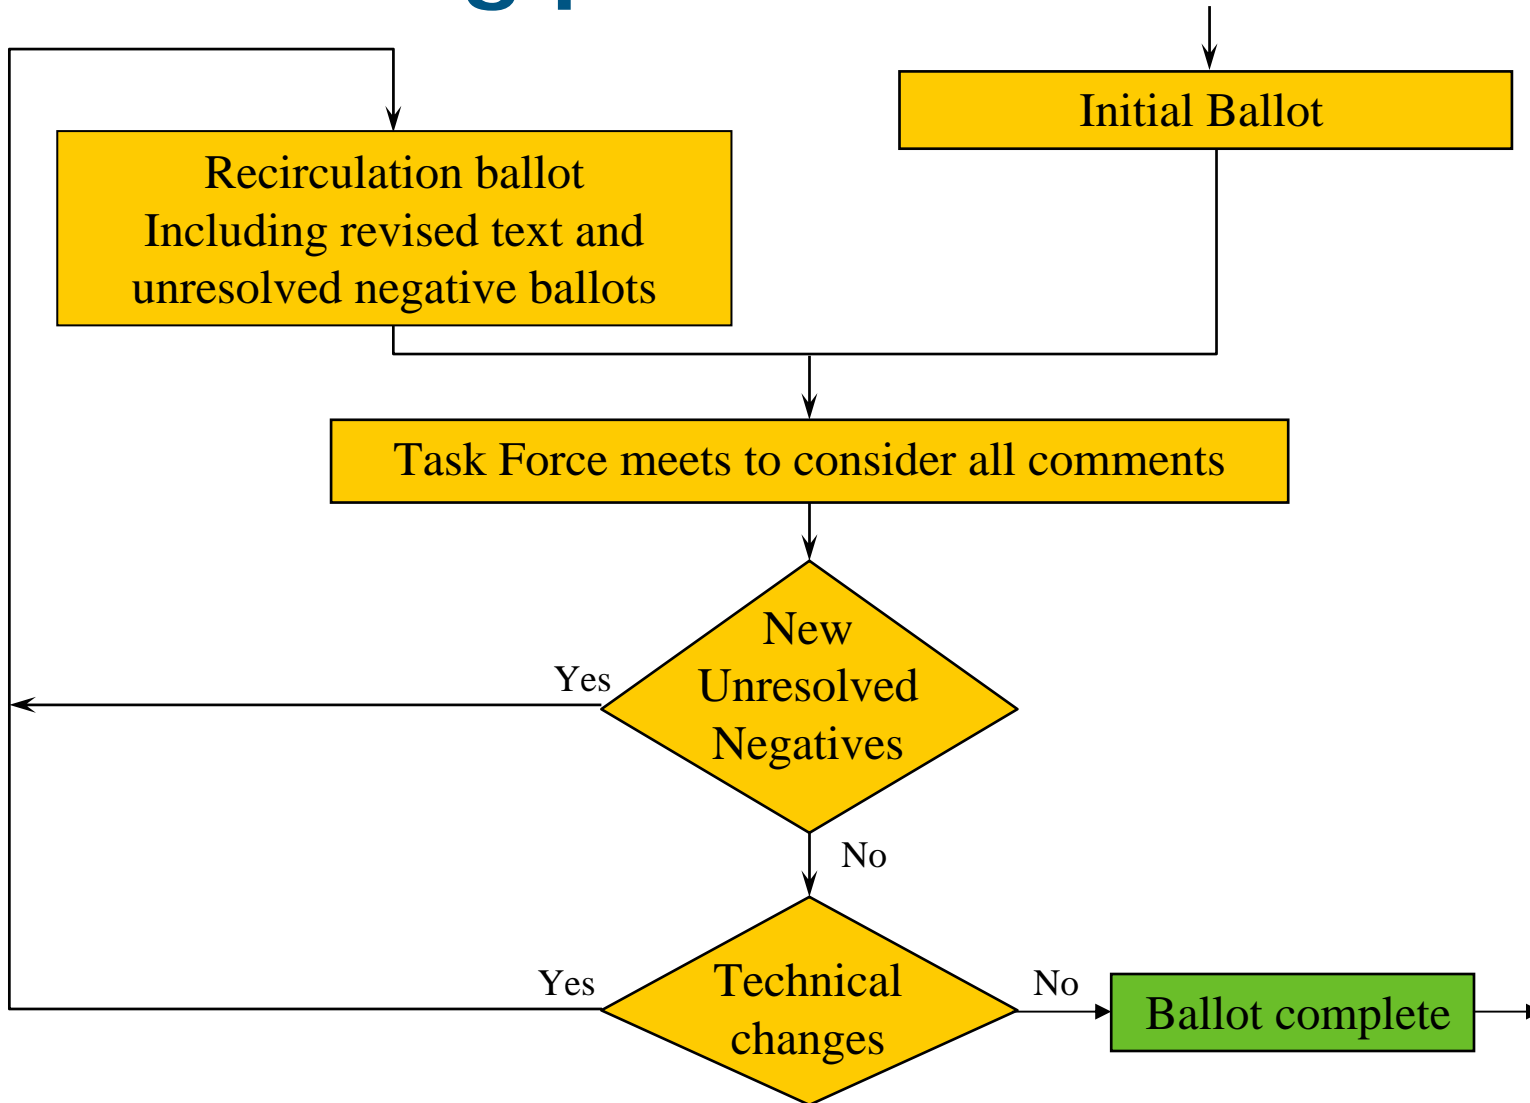 Initial Ballot
Recirculation ballot
Including revised text and
unresolved negative ballots
Task Force meets to consider all comments
New
Unresolved
Negatives
Yes
No
Technical
changes
Yes
No
Ballot complete